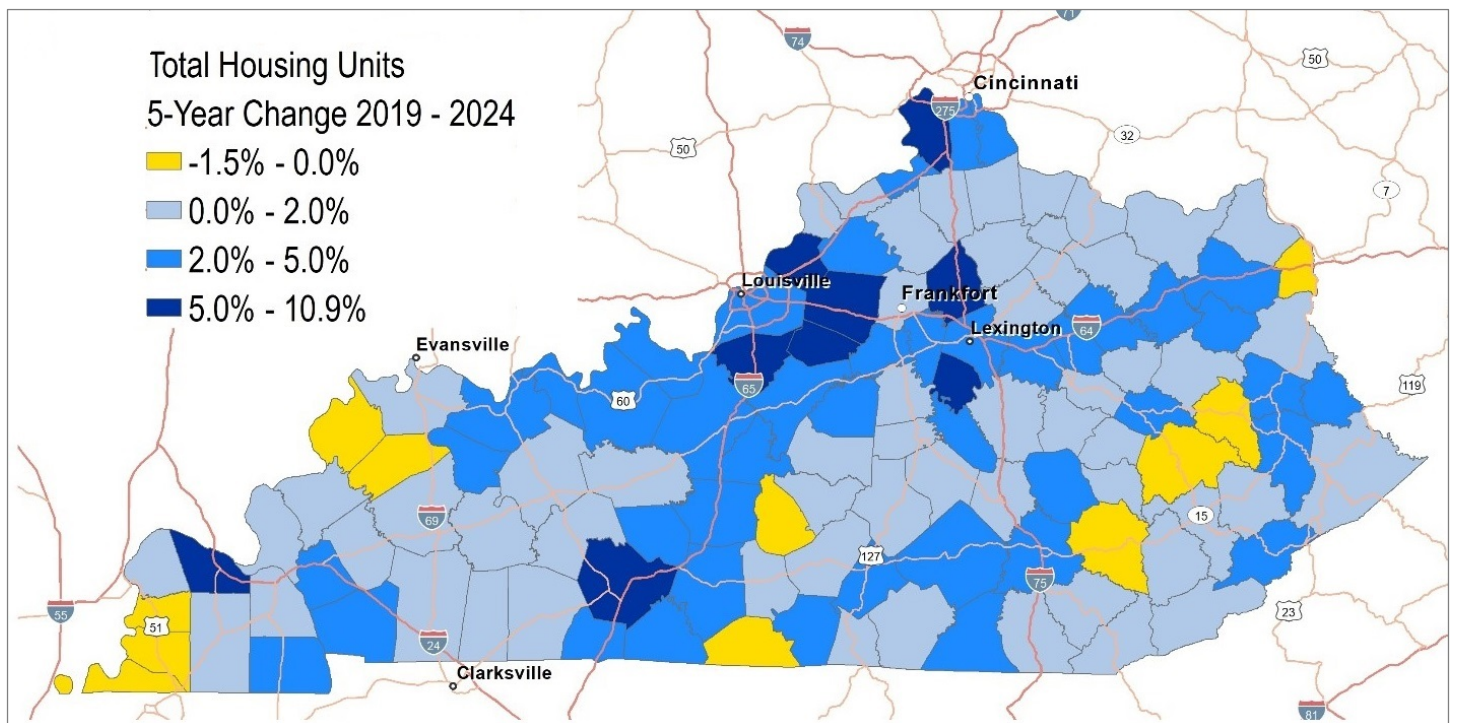 Total Housing Units
5-Year Change 2019 - 2024
-1.5% - 0.0%
0.0% - 2.0%
2.0% - 5.0%
5.0% - 10.9%
71
74
50
Cincinnati
275
32
50
7
Louisville
Frankfort
Lexington
64
Evansville
65
60
119
69
15
127
75
55
51
24
23
Clarksville
81